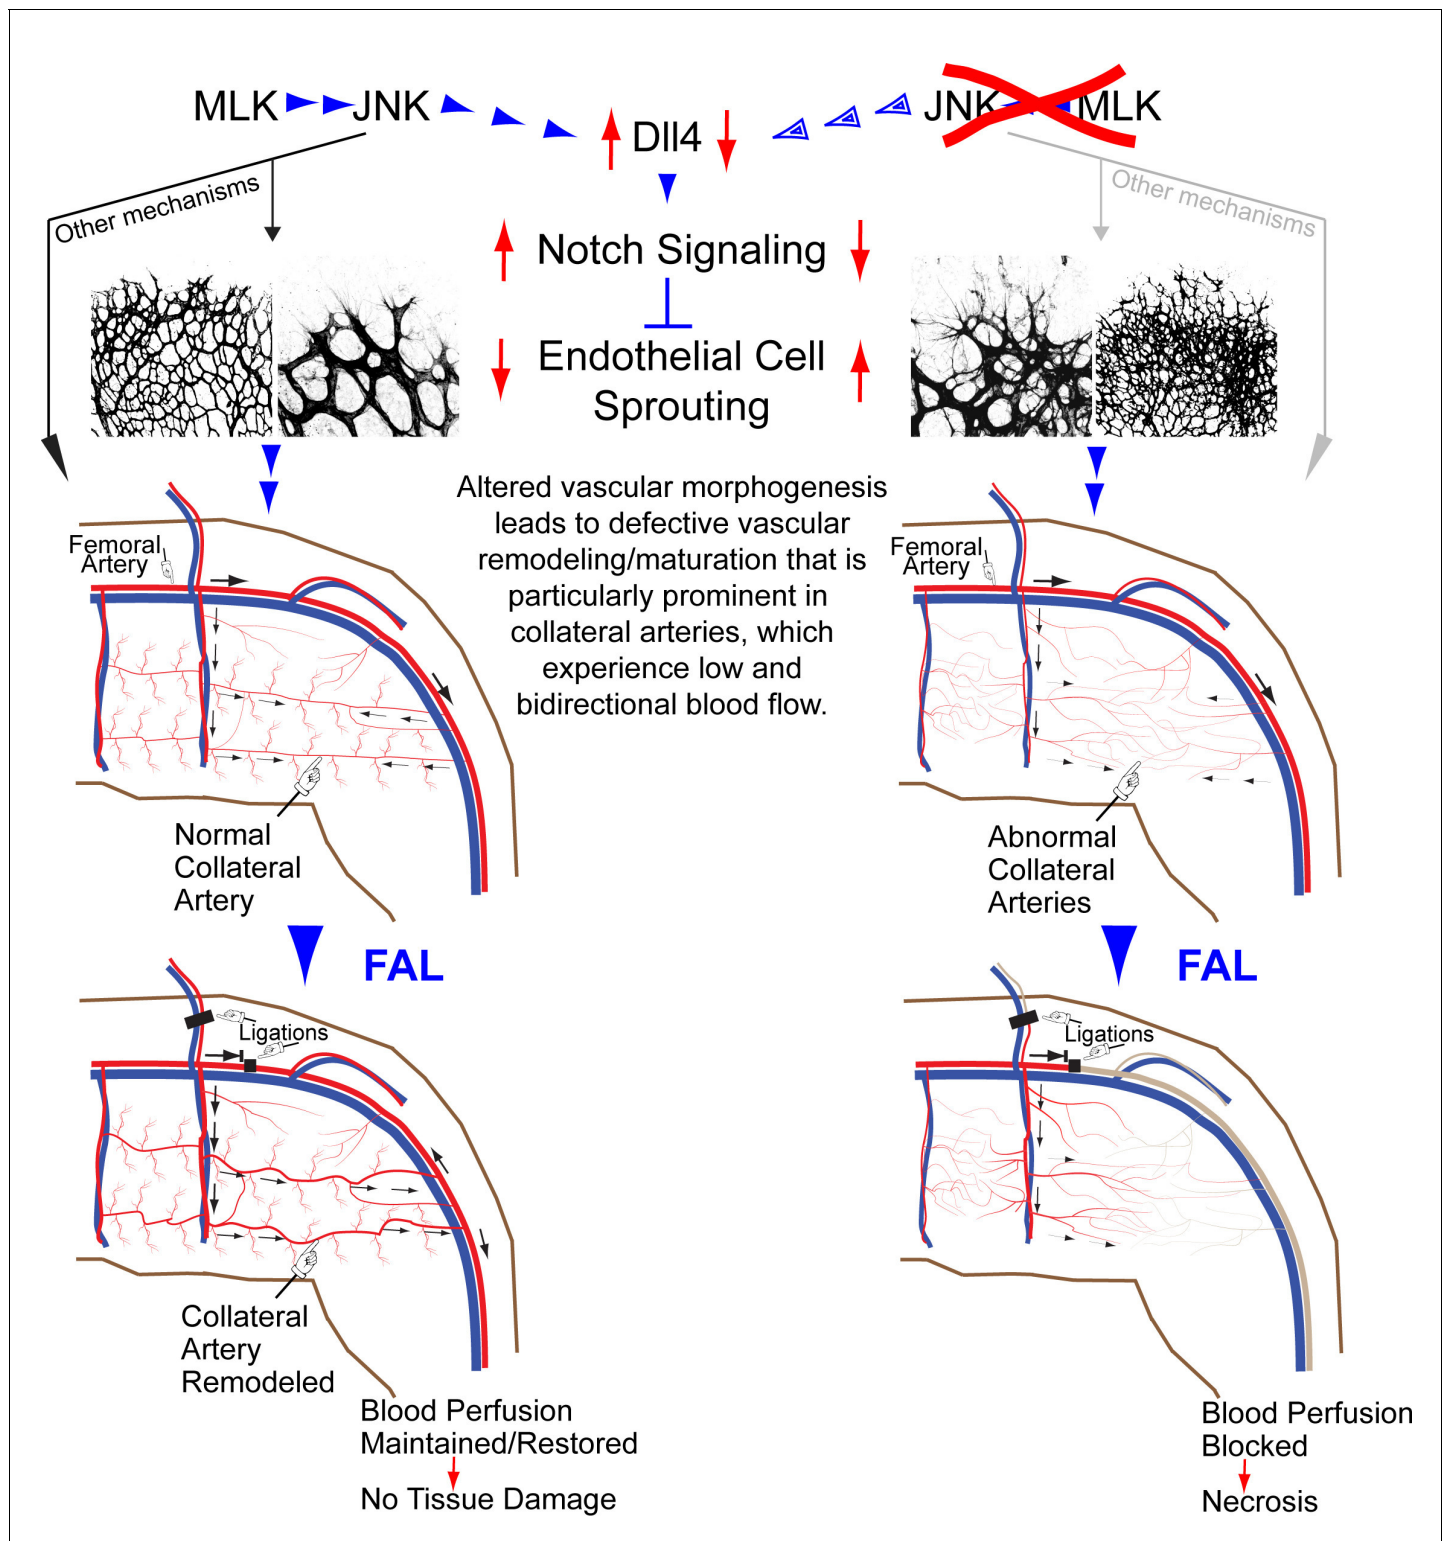 MLK JNK
Dll4
JNK MLK
Other mechanisms
Other mechanisms
Notch Signaling
Endothelial Cell
Sprouting
Altered vascular morphogenesis
leads to defective vascular
remodeling/maturation that is
particularly prominent in
collateral arteries, which
experience low and
bidirectional blood flow.
Femoral
Artery
Normal
Collateral
Artery
Femoral
Artery
Abnormal
Collateral
Arteries
FAL
FAL
Ligations
Collateral
Artery
Remodeled
Blood Perfusion
Maintained/Restored
No Tissue Damage
Ligations
Blood Perfusion
Blocked
Necrosis